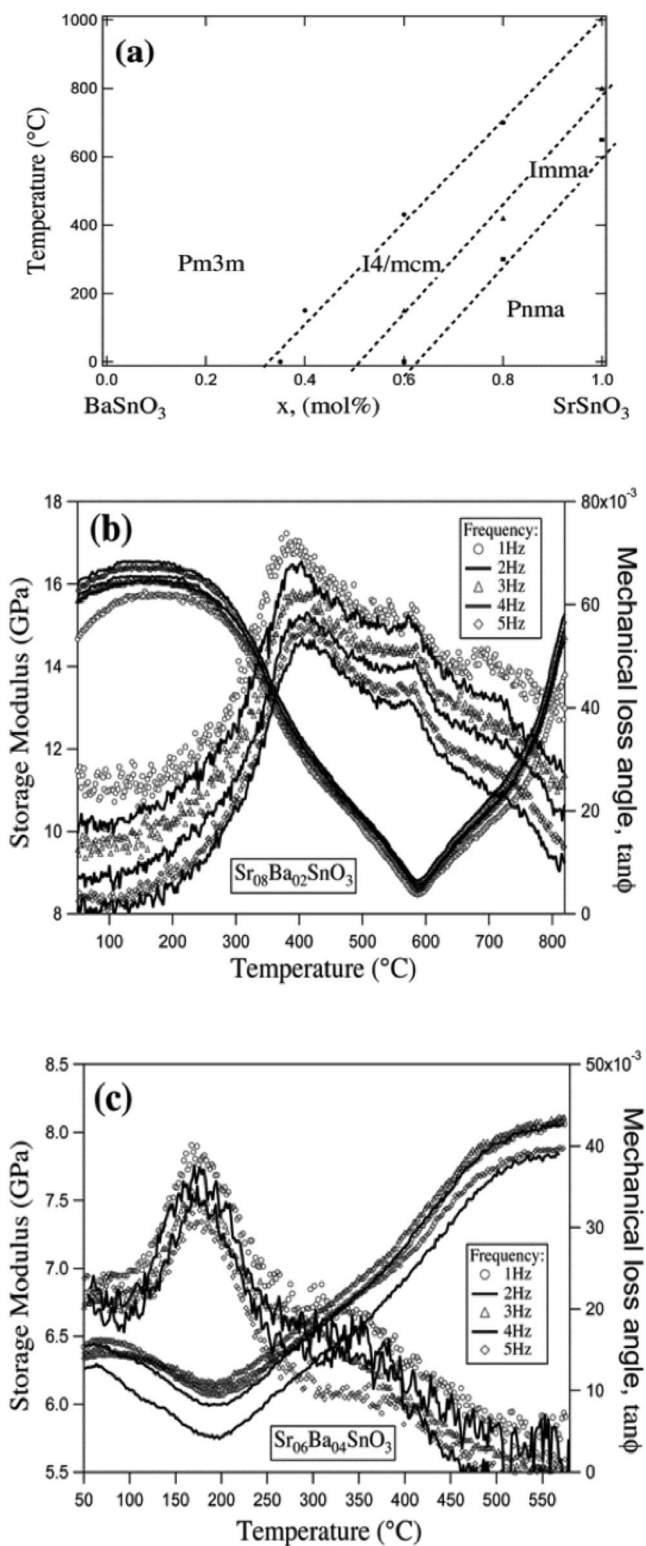 (a)
Temperature (°C)
1000
800
600
400
200
0
Pm3m
I4/mcm
Imma
Pnma
0.0
0.2
0.4
0.6
0.8
1.0
BaSnO3
x, (mol%)
SrSnO3
(b)
Storage Modulus (GPa)
18
16
14
12
10
8
Frequency:
1Hz
2Hz
3Hz
4Hz
5Hz
80x10-3
60
40
20
0
Mechanical loss angle, tanϕ
Sr08Ba02SnO3
100
200
300
400
500
600
700
800
Temperature (°C)
(c)
Storage Modulus (GPa)
8.5
8.0
7.5
7.0
6.5
6.0
5.5
Frequency:
1Hz
2Hz
3Hz
4Hz
5Hz
50x10-3
40
30
20
10
0
Mechanical loss angle, tanϕ
Sr06Ba04SnO3
50
100
150
200
250
300
350
400
450
500
550
Temperature (°C)